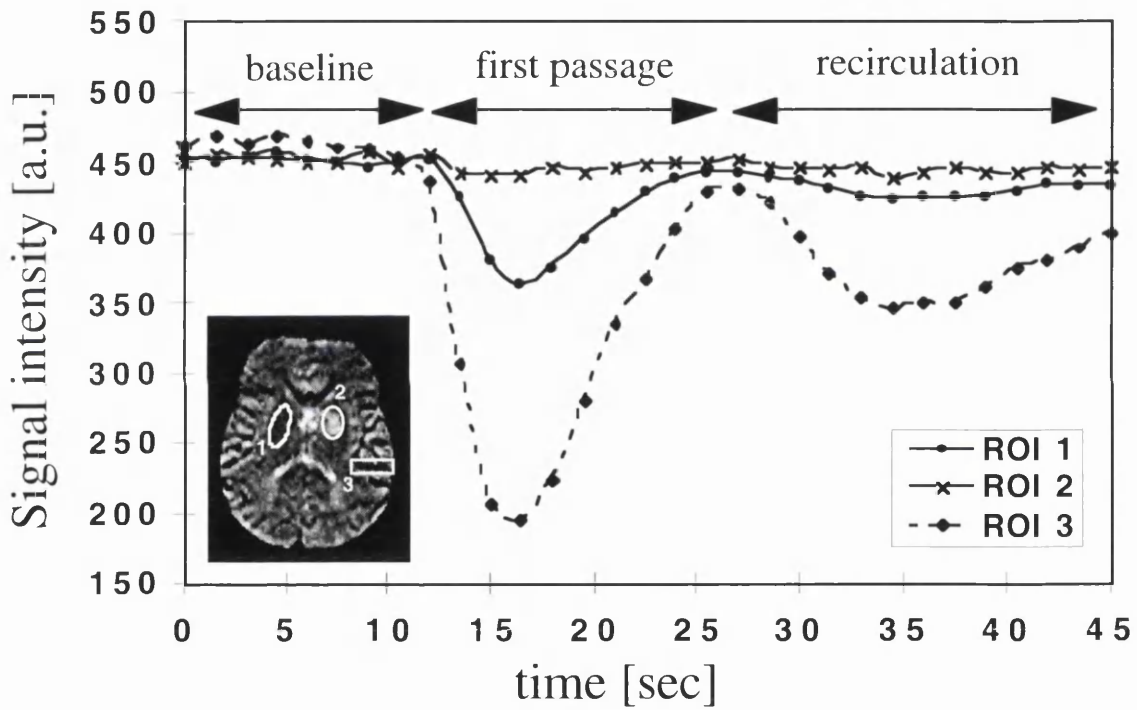 550
500
450
400
350
300
250
200
150
Signal intensity [a.u.]
baseline first passage recirculation
1
2
3
ROI 1
ROI 2
ROI 3
0 5 10 15 20 25 30 35 40 45
time [sec]